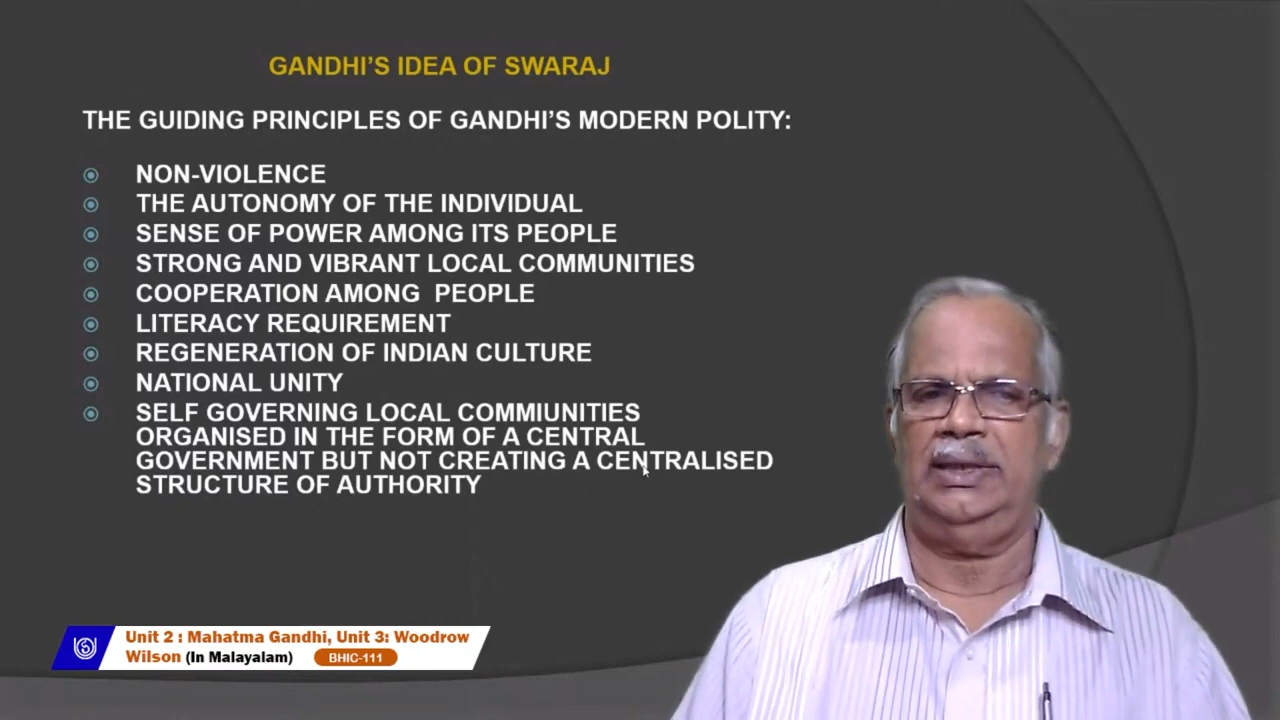 GANDHI'S IDEA OF SWARAJ
THE GUIDING PRINCIPLES OF GANDHI'S MODERN POLITY:
NON-VIOLENCE
THE AUTONOMY OF THE INDIVIDUAL
SENSE OF POWER AMONG ITS PEOPLE
STRONG AND VIBRANT LOCAL COMMUNITIES
COOPERATION AMONG PEOPLE
LITERACY REQUIREMENT
REGENERATION OF INDIAN CULTURE
NATIONAL UNITY
SELF GOVERNING LOCAL COMMIUNITIES
ORGANISED IN THE FORM OF A CENTRAL
GOVERNMENT BUT NOT CREATING A CENTRALISED
STRUCTURE OF AUTHORITY
Unit 2 : Mahatma Gandhi, Unit 3: Woodrow
Wilson (In Malayalam) BHIC-111